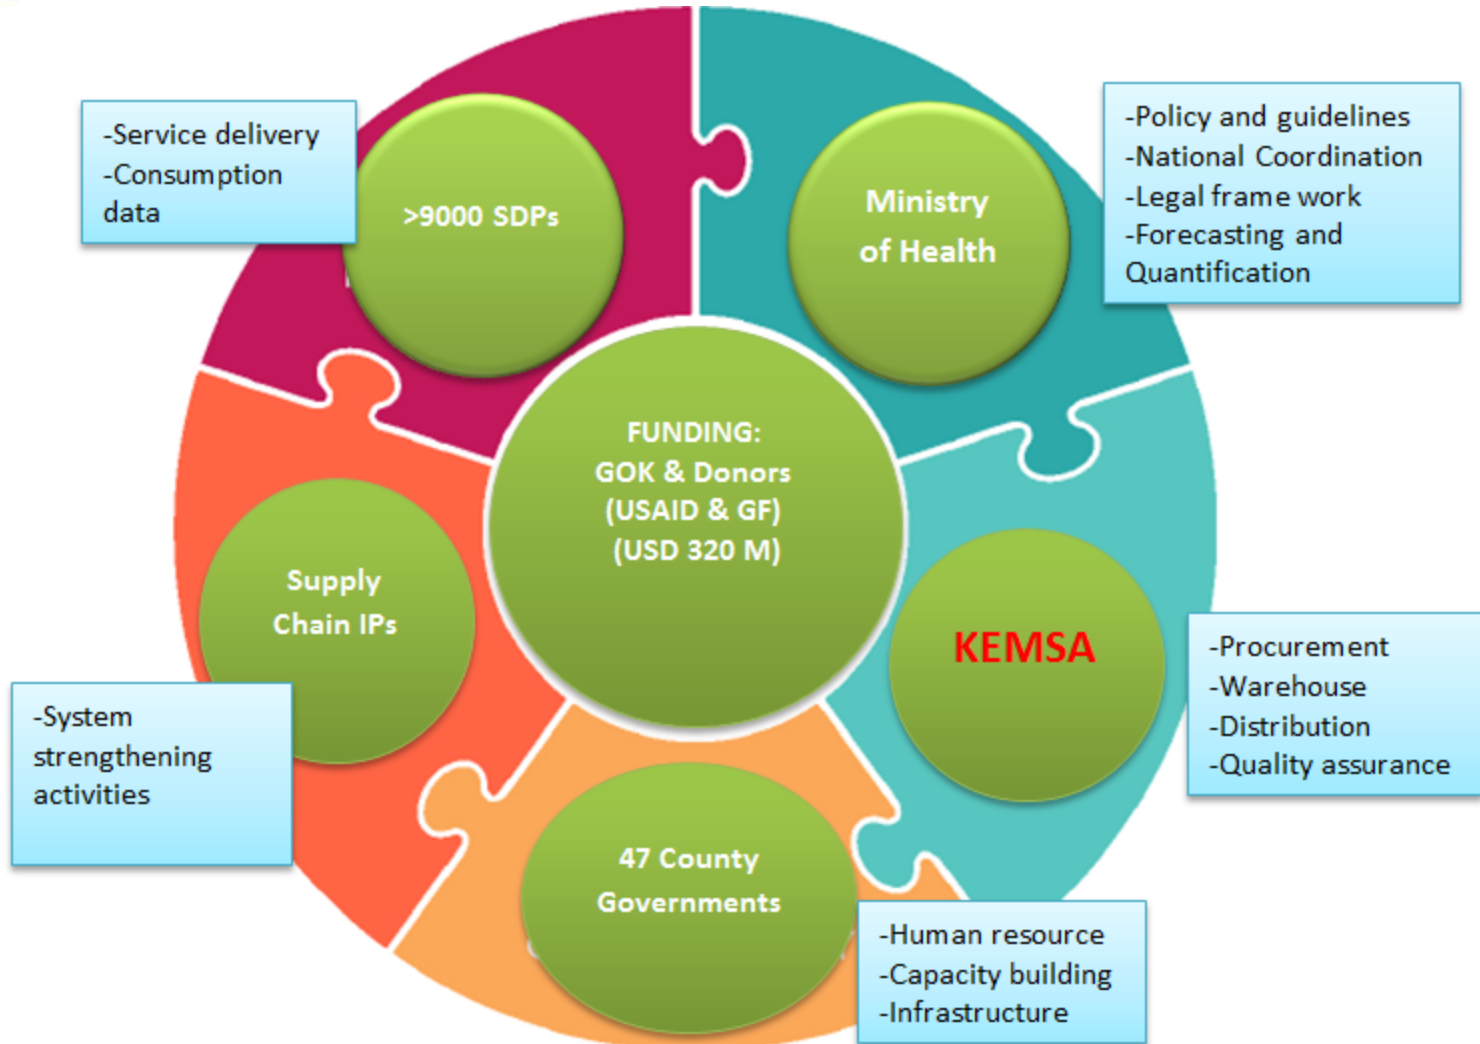 -Service delivery
-Consumption
data
>9000 SDPs
Ministry
of Health
-Policy and guidelines
-National Coordination
-Legal frame work
-Forecasting and
Quantification
FUNDING:
GOK & Donors
(USAID & GF)
(USD 320 M)
Supply
Chain IPs
-System
strengthening
activities
KEMSA
-Procurement
-Warehouse
-Distribution
-Quality assurance
47 County
Governments
-Human resource
-Capacity building
-Infrastructure